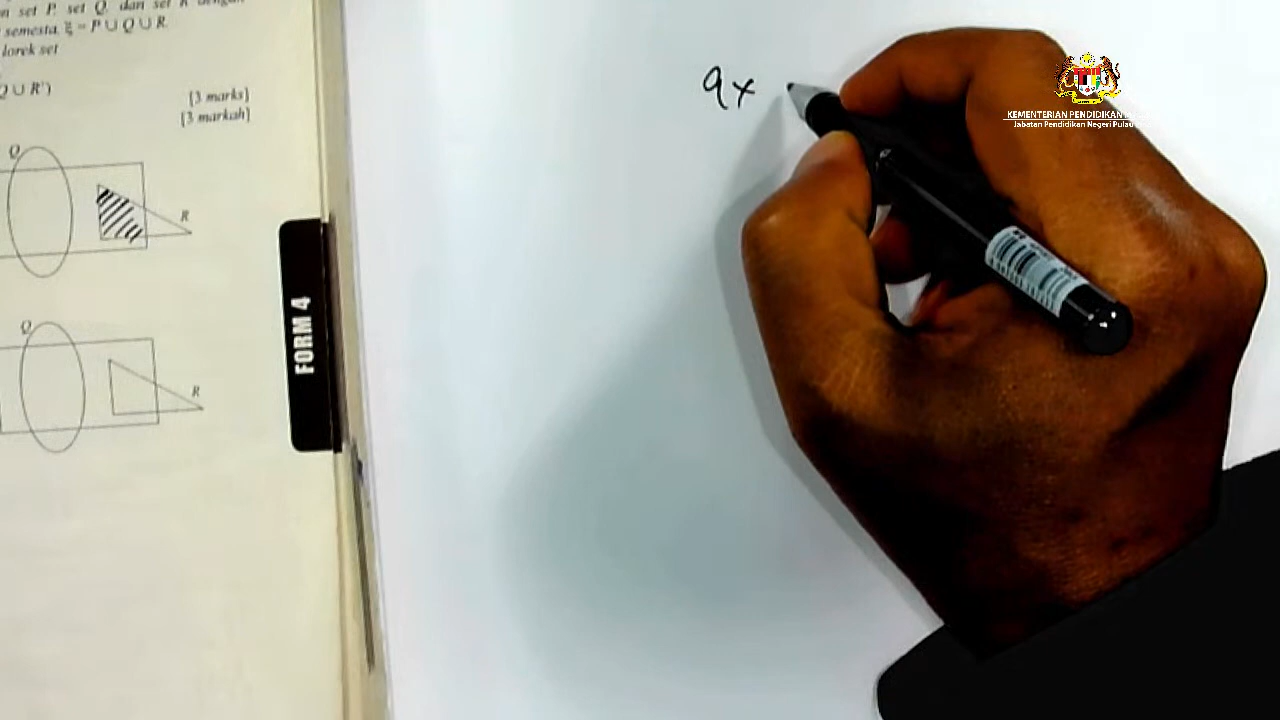 set P, set Q, dan set R dengan
semesta, ξ = P ∪ Q ∪ R.
lorek set
Q ∪ R')
[3 marks]
[3 markah]
Q
R
Q
R
FORM 4
9x
KEMENTERIAN PENDIDIKAN
Jabatan Pendidikan Negeri Pulau